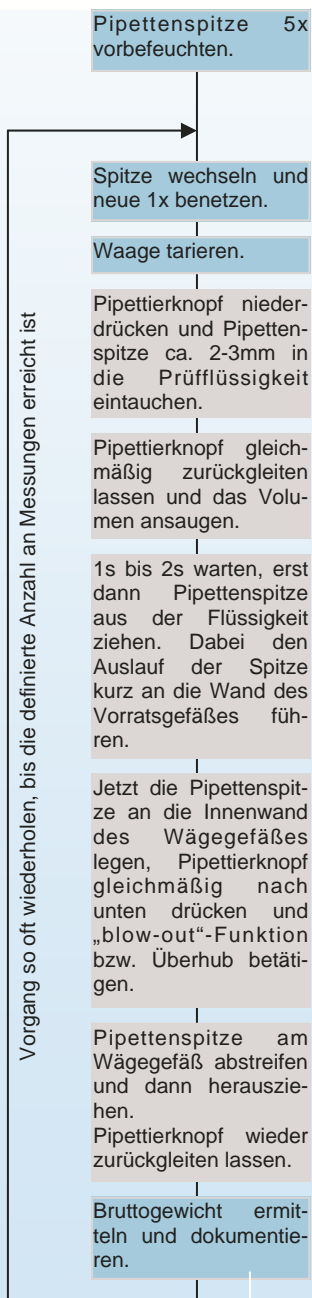 Pipettenspitze 5x
vorbefeuchten.
Spitze wechseln und
neue 1x benetzen.
Waage tarieren.
Pipettierknopf nieder-
drücken und Pipetten-
spitze ca. 2-3mm in
die Prüfflüssigkeit
eintauchen.
Pipettierknopf gleich-
mäßig zurückgleiten
lassen und das Volu-
men ansaugen.
1s bis 2s warten, erst
dann Pipettenspitze
aus der Flüssigkeit
ziehen. Dabei den
Auslauf der Spitze
kurz an die Wand des
Vorratsgefäßes füh-
ren.
Jetzt die Pipettenspit-
ze an die Innenwand
des Wägegefäßes
legen, Pipettierknopf
gleichmäßig nach
unten drücken und
„blow-out“-Funktion
bzw. Überhub betäti-
gen.
Pipettenspitze am
Wägegefäß abstreifen
und dann herauszie-
hen.
Pipettierknopf wieder
zurückgleiten lassen.
Bruttogewicht ermit-
teln und dokumentie-
ren.
Vorgang so oft wiederholen, bis die definierte Anzahl an Messungen erreicht ist